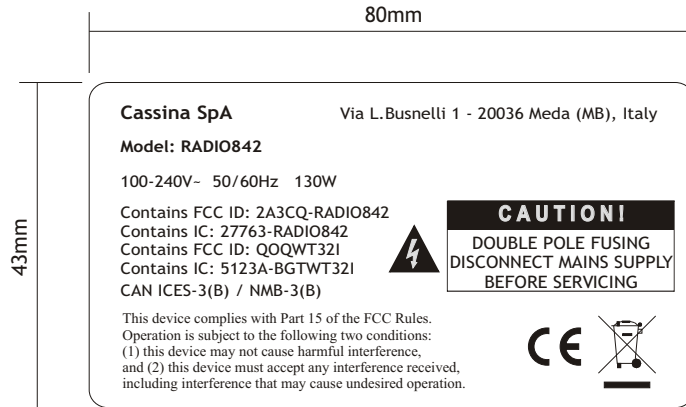 80mm
43mm
Cassina SpA
Via L.Busnelli 1 - 20036 Meda (MB), Italy
Model: RADIO842
100-240V~ 50/60Hz 130W
Contains FCC ID: 2A3CQ-RADIO842
Contains IC: 27763-RADIO842
Contains FCC ID: QOQWT32I
Contains IC: 5123A-BGTWT32I
CAN ICES-3(B) / NMB-3(B)
CAUTION!
DOUBLE POLE FUSING
DISCONNECT MAINS SUPPLY
BEFORE SERVICING
This device complies with Part 15 of the FCC Rules.
Operation is subject to the following two conditions:
(1) this device may not cause harmful interference,
and (2) this device must accept any interference received,
including interference that may cause undesired operation.
CE